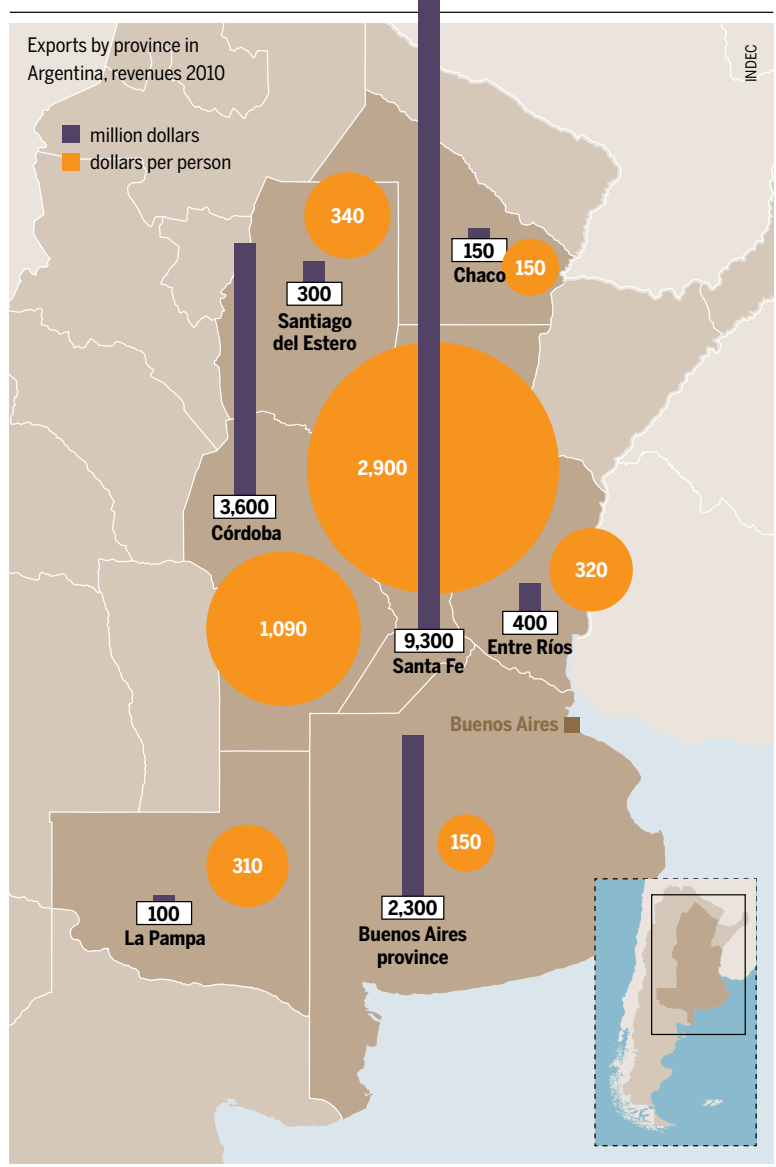 Exports by province in
Argentina, revenues 2010
INDEC
million dollars
dollars per person
340
300
Santiago
del Estero
150
Chaco
150
2,900
3,600
Córdoba
1,090
9,300
Santa Fe
320
400
Entre Ríos
Buenos Aires
310
100
La Pampa
150
2,300
Buenos Aires
province